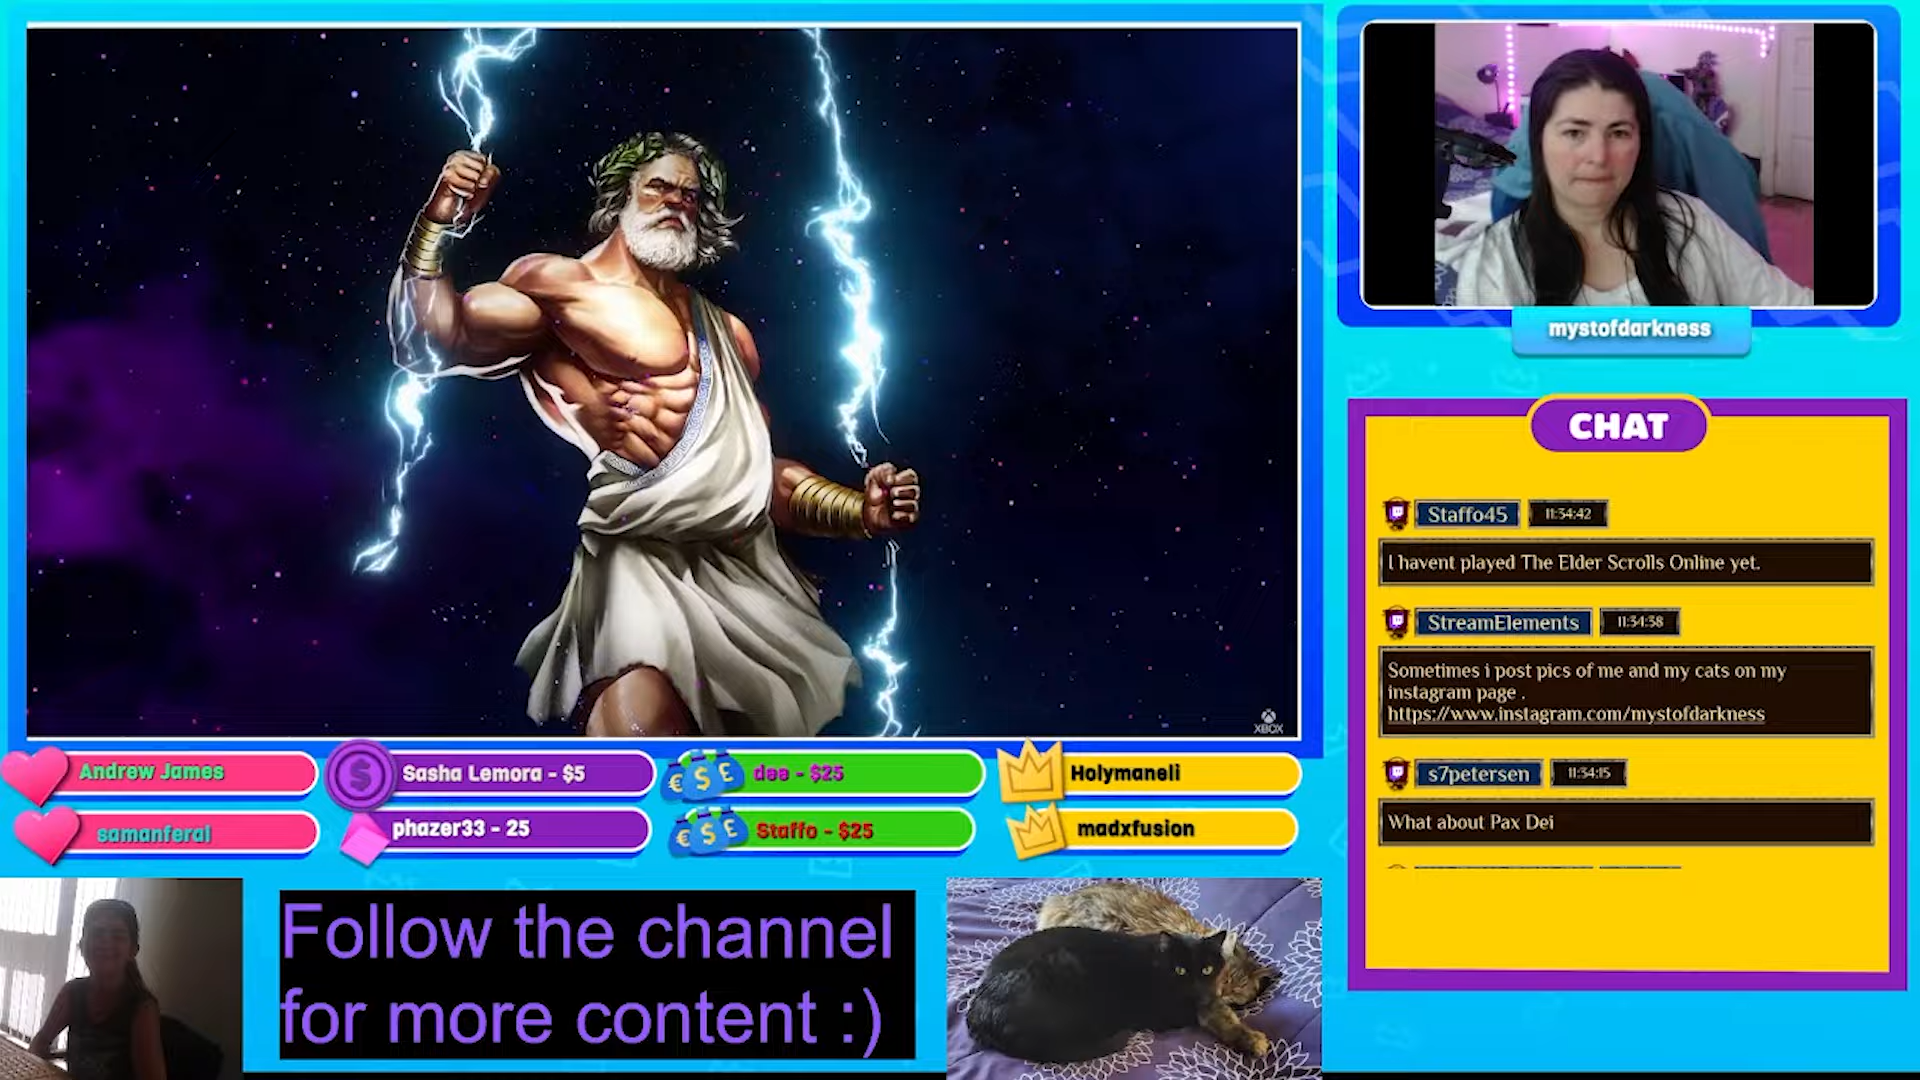 XBOX
mystofdarkness
CHAT
Staffo45 11:34:42
I havent played The Elder Scrolls Online yet.
StreamElements 11:34:38
Sometimes i post pics of me and my cats on my
instagram page .
https://www.instagram.com/mystofdarkness
s7petersen 11:34:15
What about Pax Dei
Andrew James
Sasha Lemora - $5
dee - $25
Holymaneli
samanferal
phazer33 - 25
Staffo - $25
madxfusion
Follow the channel
for more content :)